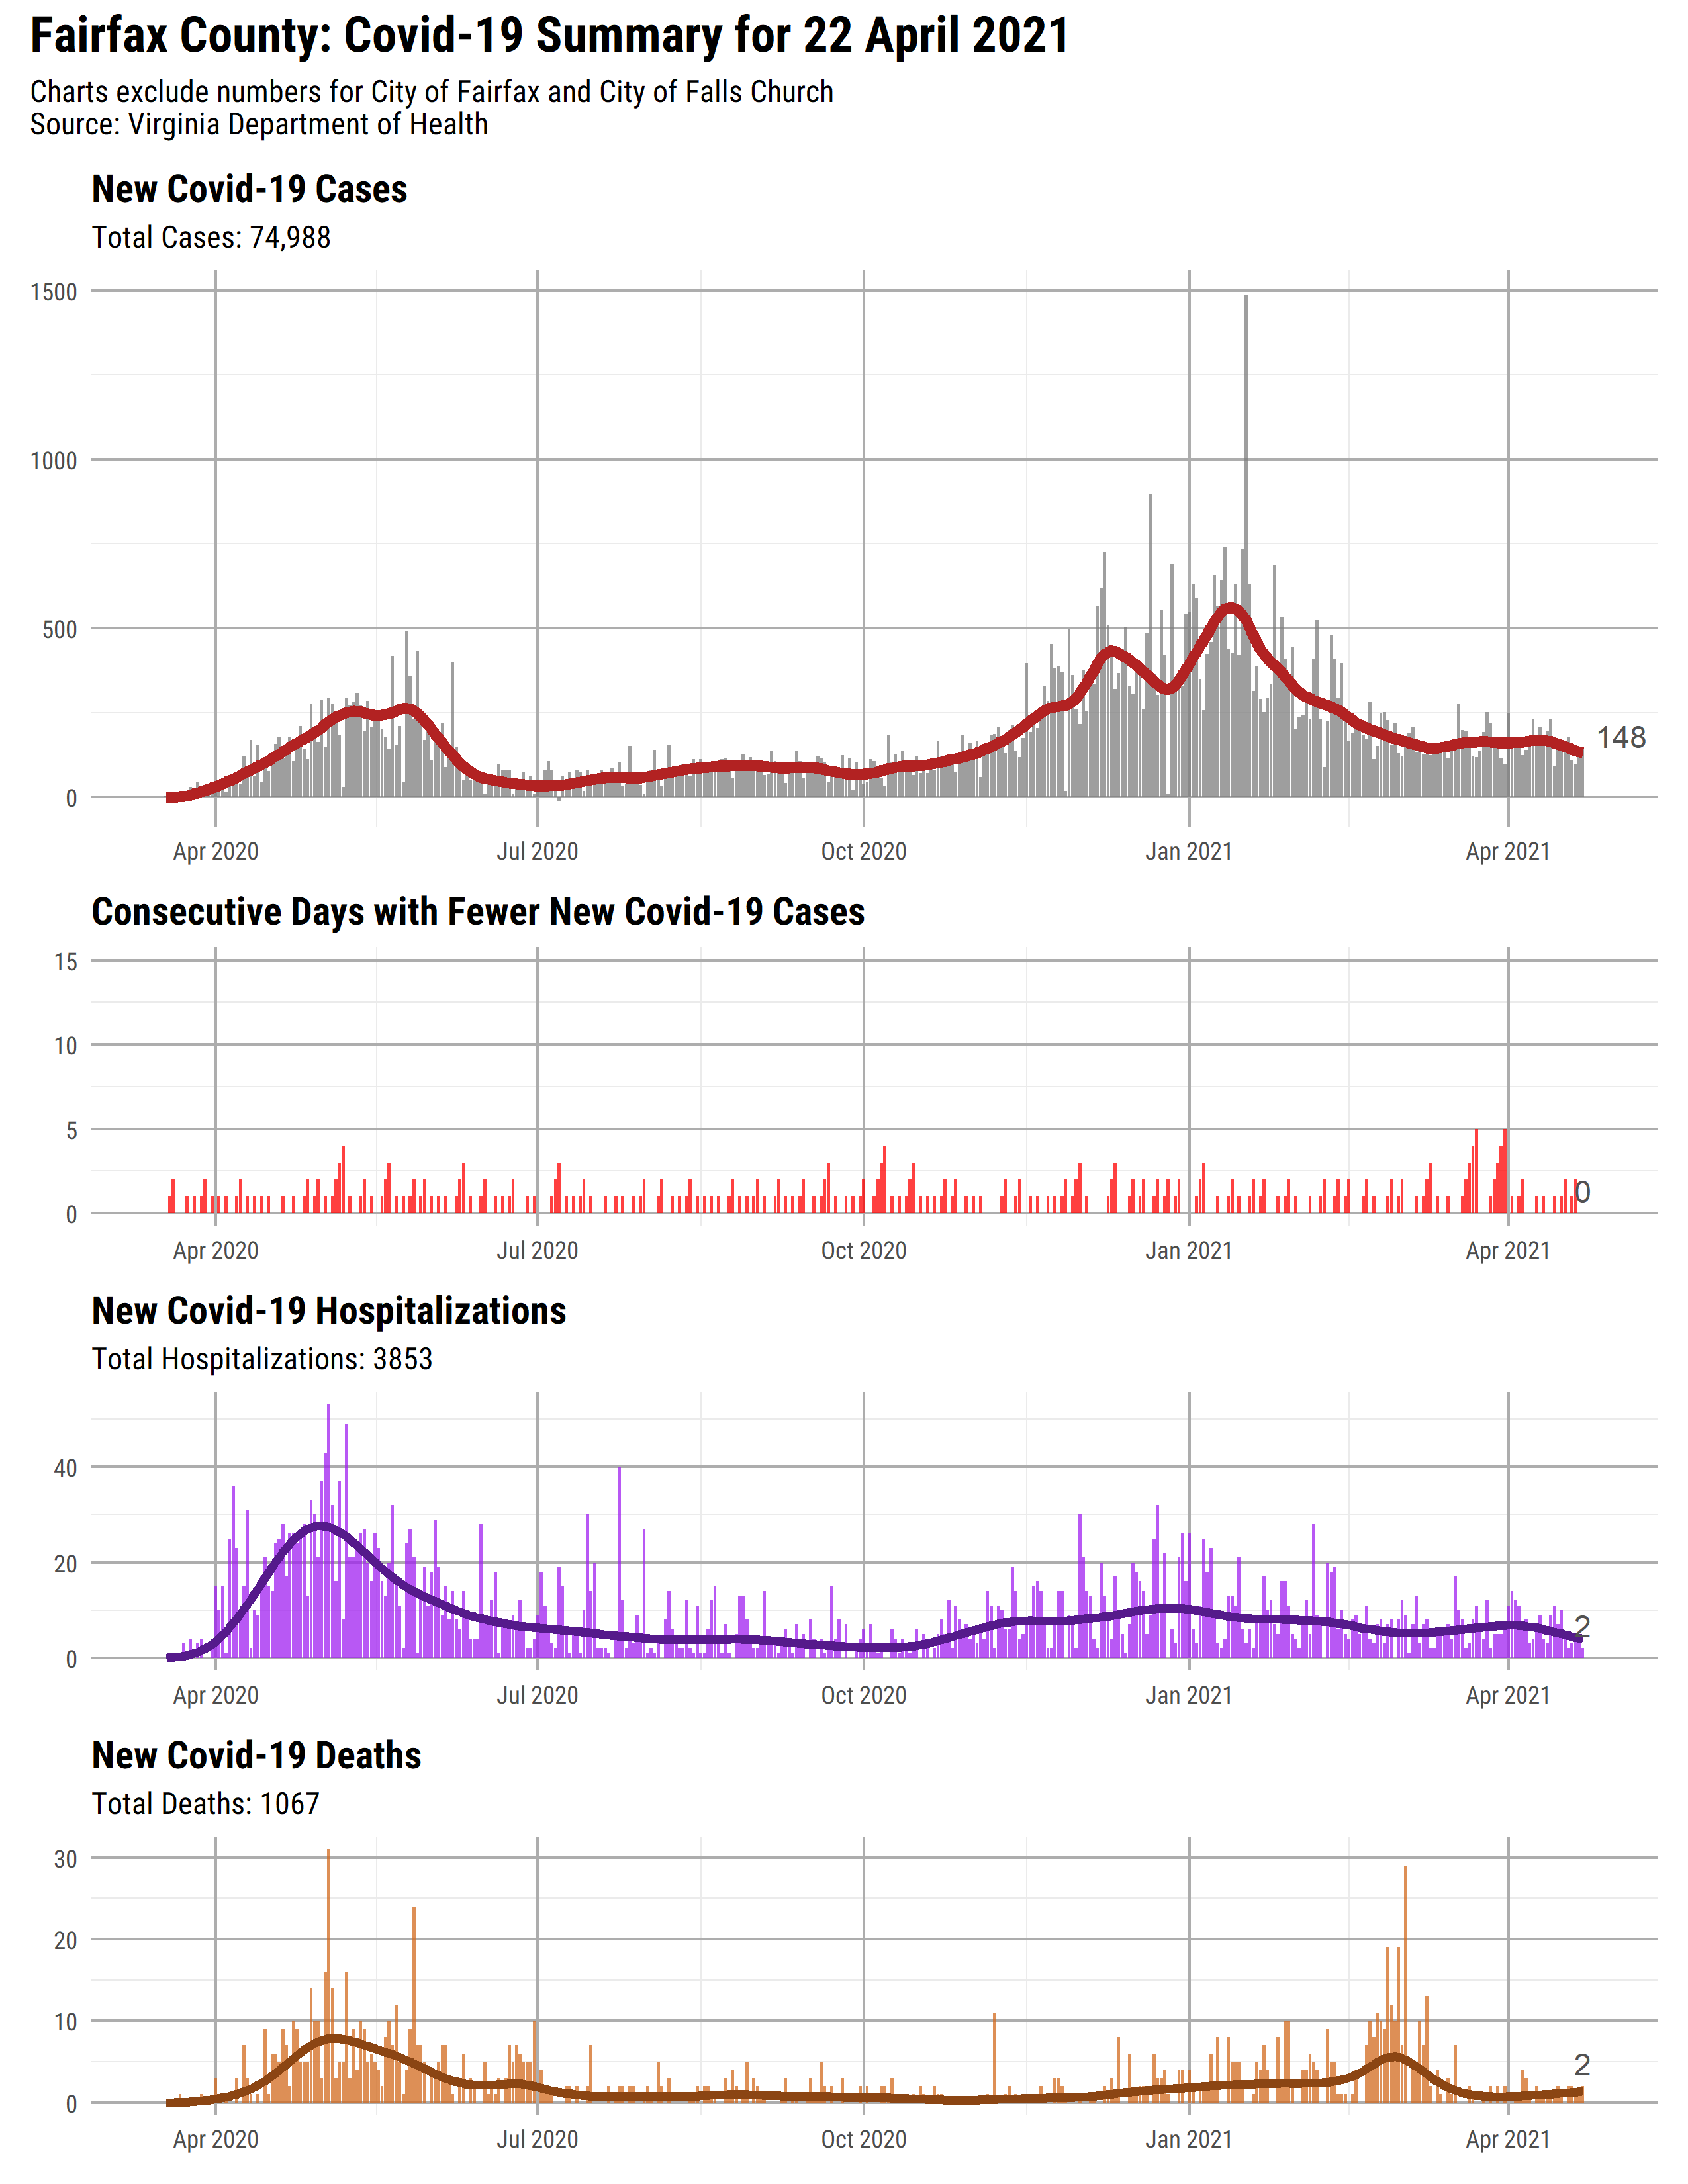 Fairfax County: Covid-19 Summary for 22 April 2021
Charts exclude numbers for City of Fairfax and City of Falls Church
Source: Virginia Department of Health
New Covid-19 Cases
Total Cases: 74,988
1500
1000
500
0
148
Apr 2020 Jul 2020 Oct 2020 Jan 2021 Apr 2021
Consecutive Days with Fewer New Covid-19 Cases
15
10
5
0
0
Apr 2020 Jul 2020 Oct 2020 Jan 2021 Apr 2021
New Covid-19 Hospitalizations
Total Hospitalizations: 3853
40
20
0
2
Apr 2020 Jul 2020 Oct 2020 Jan 2021 Apr 2021
New Covid-19 Deaths
Total Deaths: 1067
30
20
10
0
2
Apr 2020 Jul 2020 Oct 2020 Jan 2021 Apr 2021